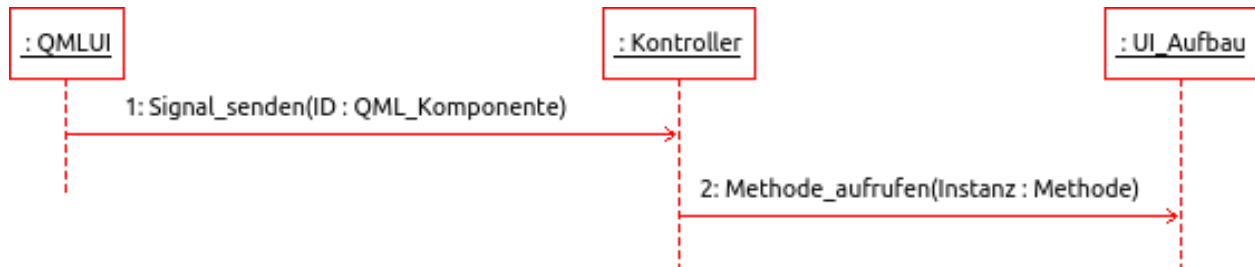 : QMLUI
: Kontroller
: UI_Aufbau
1: Signal_senden(ID : QML_Komponente)
2: Methode_aufrufen(Instanz : Methode)